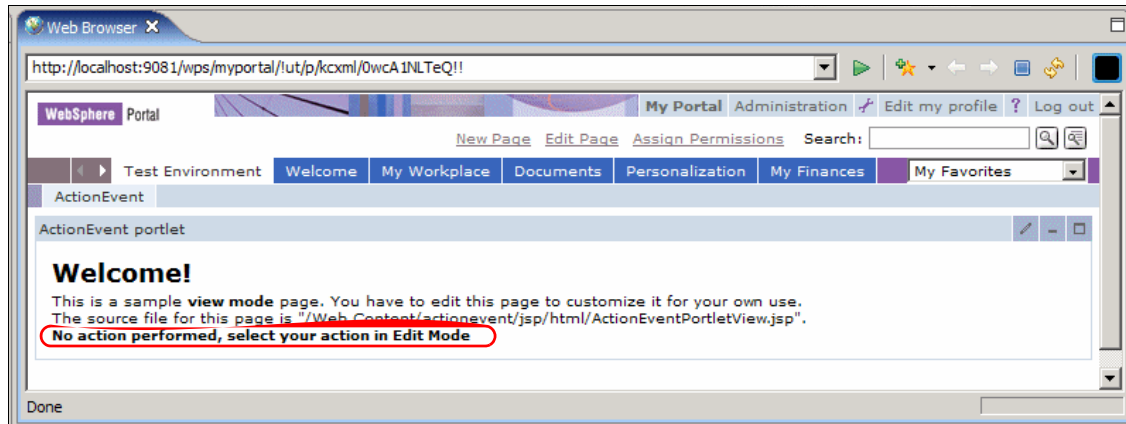 Web Browser
http://localhost:9081/wps/myportal/!ut/p/kcxml/0wcA1NLTeQ!!
WebSphere Portal
My Portal Administration Edit my profile ? Log out
New Page Edit Page Assign Permissions Search:
Test Environment Welcome My Workplace Documents Personalization My Finances My Favorites
ActionEvent
ActionEvent portlet
Welcome!
This is a sample view mode page. You have to edit this page to customize it for your own use.
The source file for this page is "/Web Content/actionevent/jsp/html/ActionEventPortletView.jsp".
No action performed, select your action in Edit Mode
Done